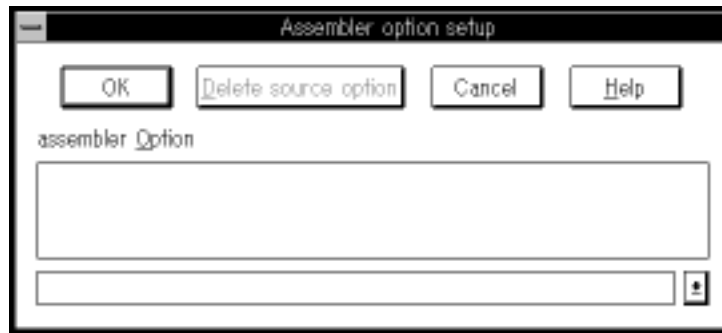 Assembler option setup
OK Delete source option Cancel Help
assembler Option